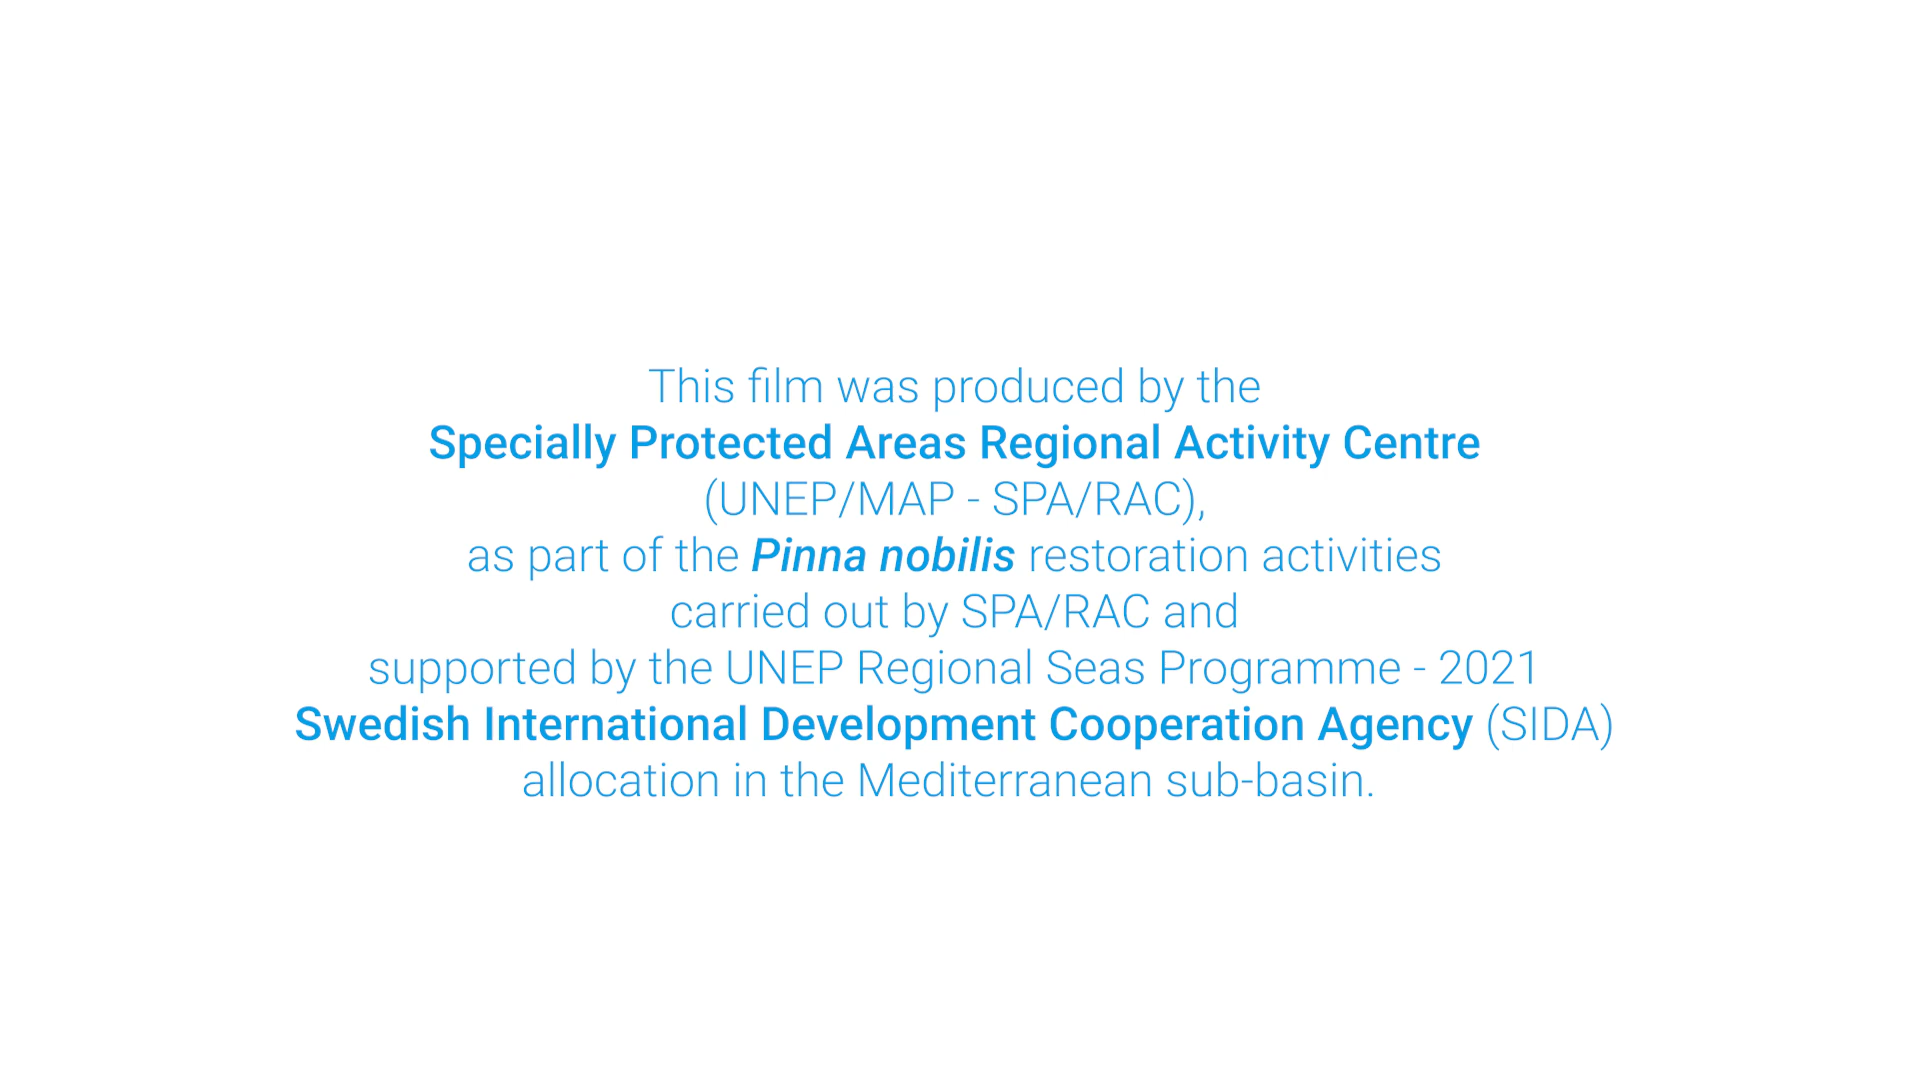 This film was produced by the
Specially Protected Areas Regional Activity Centre
(UNEP/MAP - SPA/RAC),
as part of the Pinna nobilis restoration activities
carried out by SPA/RAC and
supported by the UNEP Regional Seas Programme - 2021
Swedish International Development Cooperation Agency (SIDA)
allocation in the Mediterranean sub-basin.